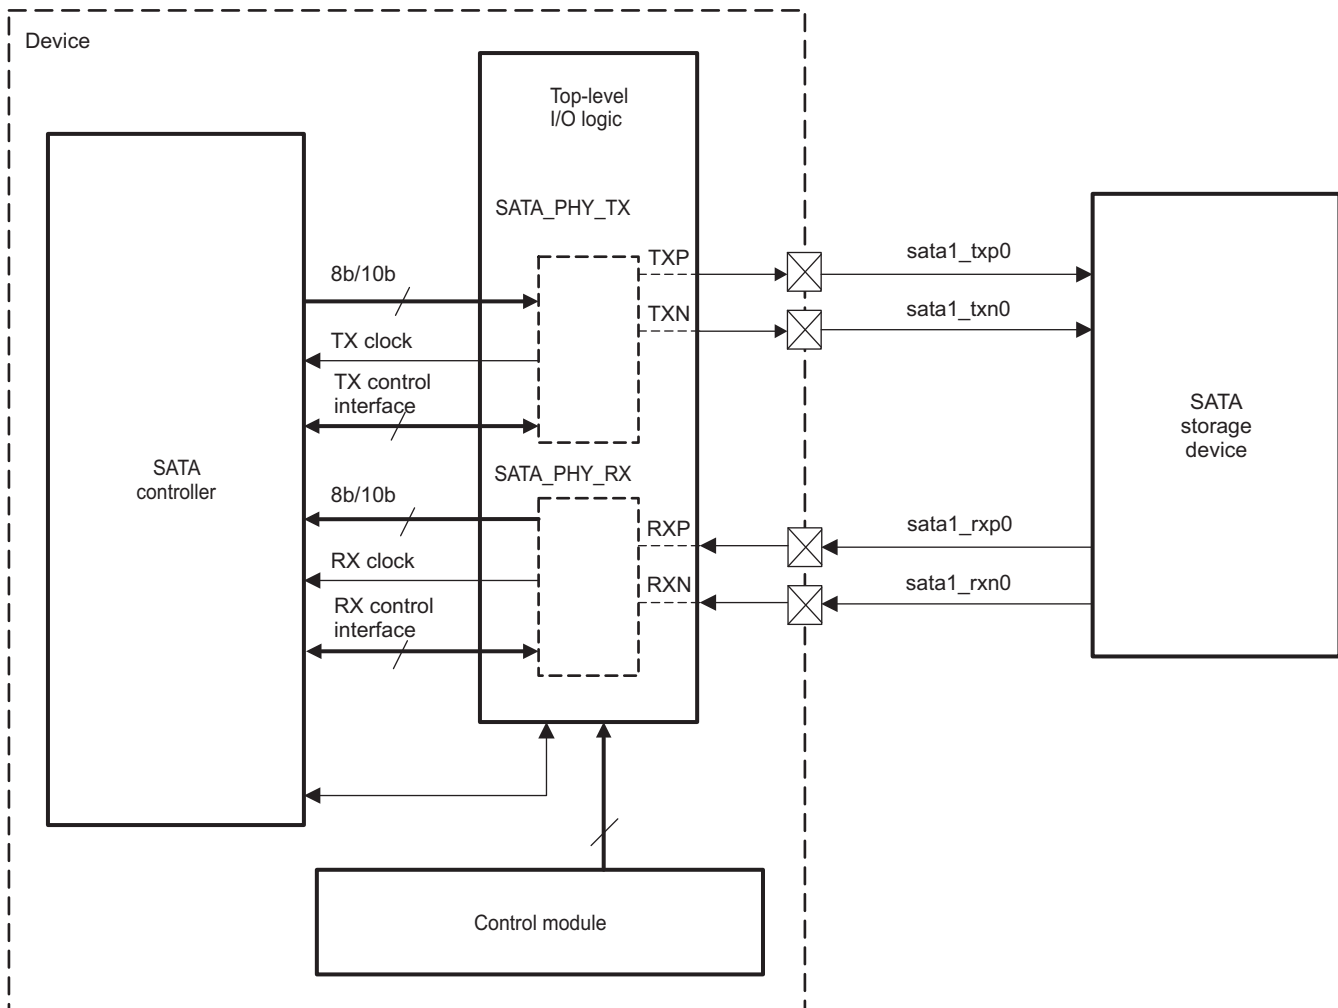 Device
Top-level
I/O logic
SATA_PHY_TX
TXP
sata1_txp0
8b/10b
TXN
sata1_txn0
TX clock
TX control
interface
SATA
storage
device
SATA
controller
SATA_PHY_RX
8b/10b
RXP
sata1_rxp0
RX clock
RXN
sata1_rxn0
RX control
interface
Control module